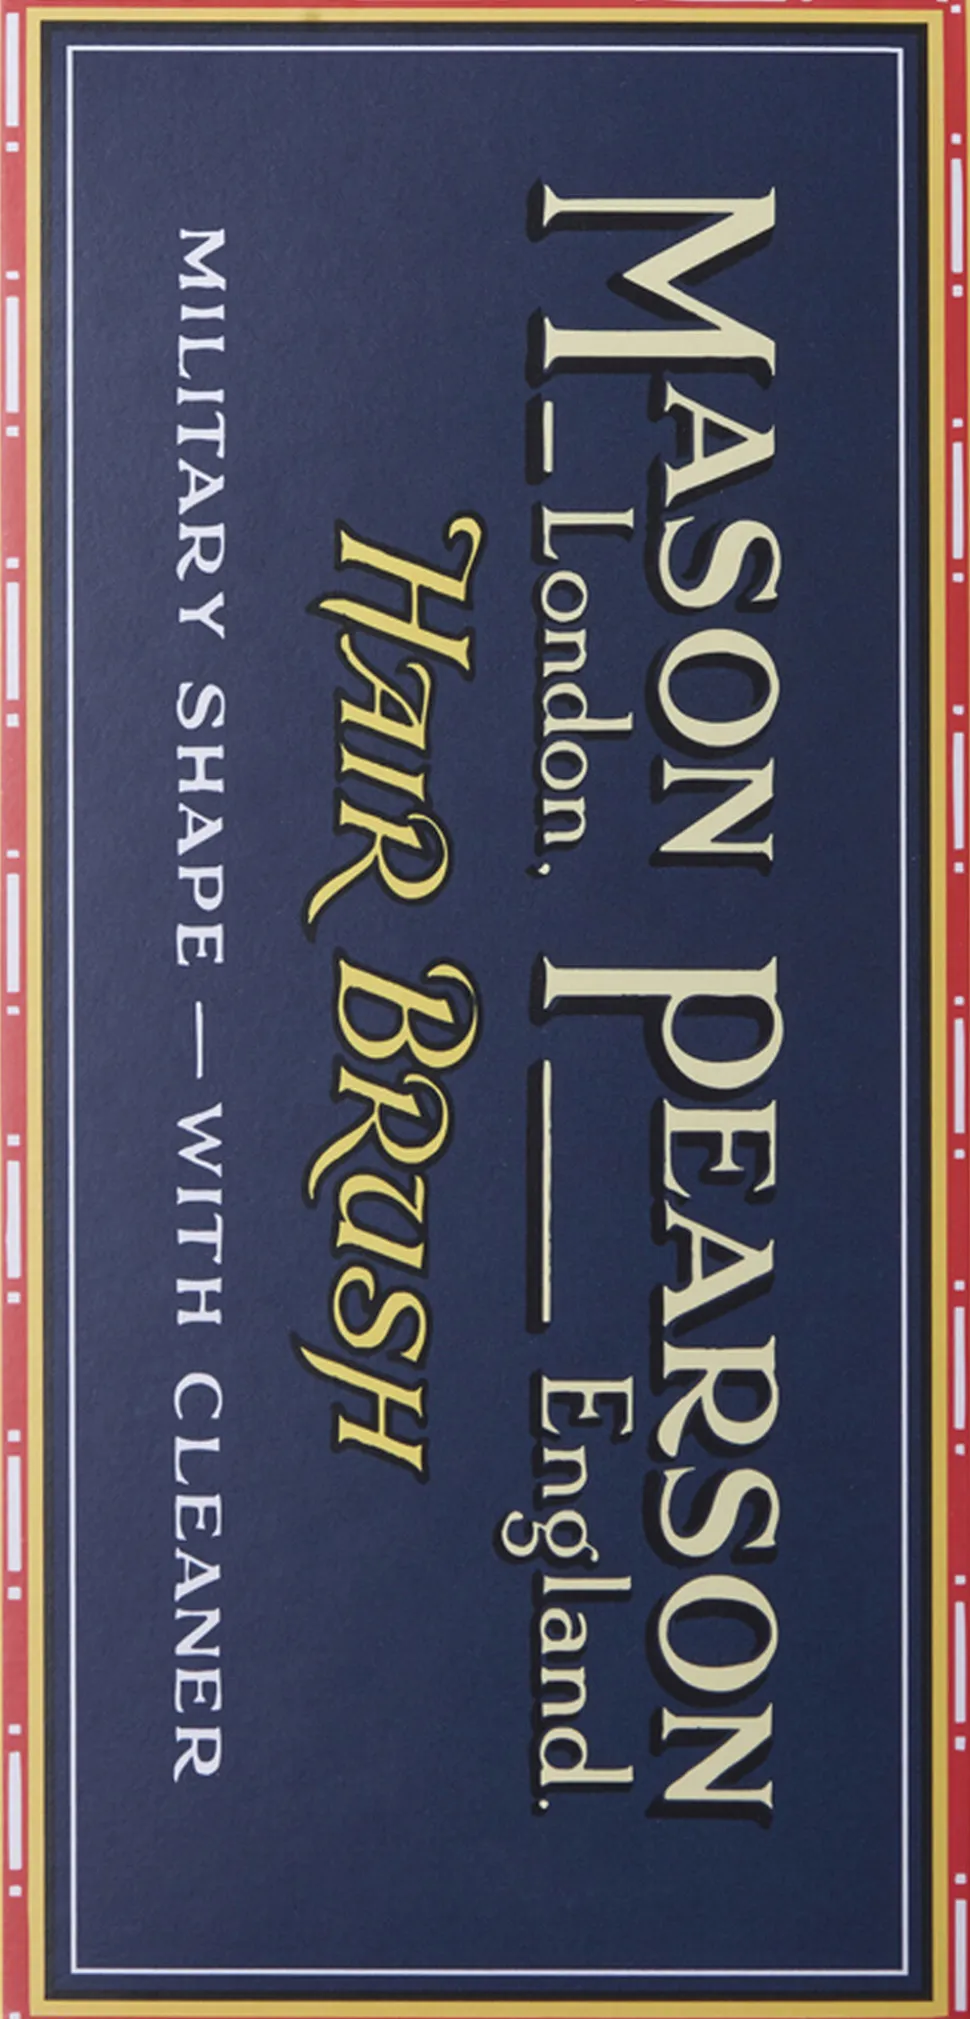 MASON PEARSON
London, England.
HAIR BRUSH
MILITARY SHAPE — WITH CLEANER